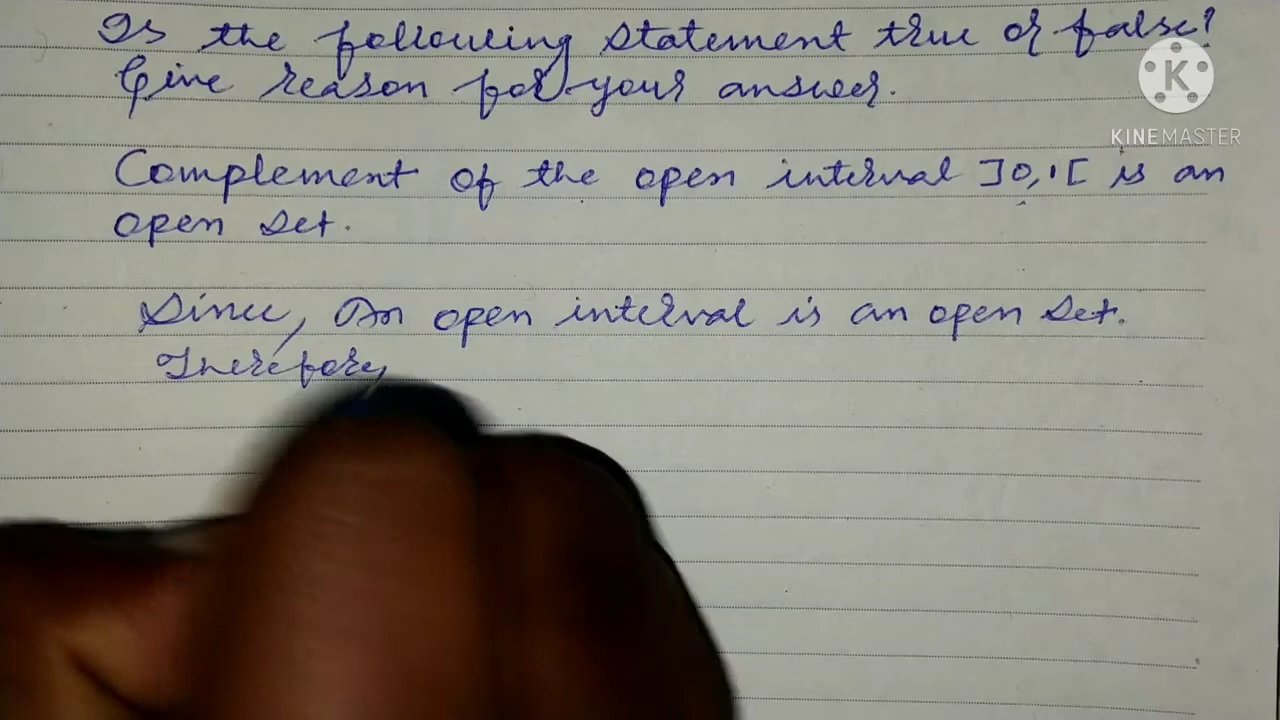 Is the following statement true or false?
Give reason for your answer.
K
KINEMASTER
Complement of the open interval ]0,1[ is an
open set.
Since, An open interval is an open set.
Therefore,